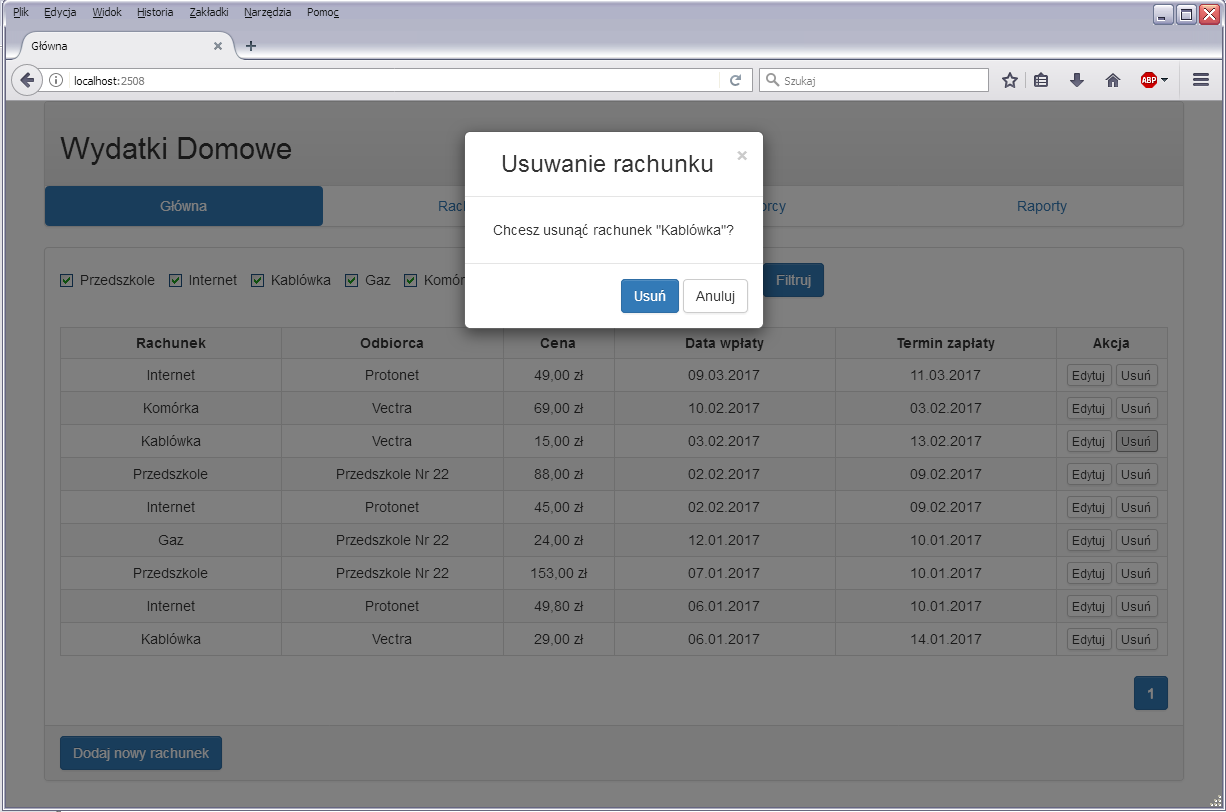 Plik Edycja Widok Historia Zakładki Narzędzia Pomoc
Główna
localhost:2508 Szukaj ABP
Wydatki Domowe
Usuwanie rachunku ×
Główna Rac orcy Raporty
Chcesz usunąć rachunek "Kablówka"?
Przedszkole Internet Kablówka Gaz Komór Filtruj
Usuń Anuluj
Rachunek Odbiorca Cena Data wpłaty Termin zapłaty Akcja
Internet Protonet 49,00 zł 09.03.2017 11.03.2017 Edytuj Usuń
Komórka Vectra 69,00 zł 10.02.2017 03.02.2017 Edytuj Usuń
Kablówka Vectra 15,00 zł 03.02.2017 13.02.2017 Edytuj Usuń
Przedszkole Przedszkole Nr 22 88,00 zł 02.02.2017 09.02.2017 Edytuj Usuń
Internet Protonet 45,00 zł 02.02.2017 09.02.2017 Edytuj Usuń
Gaz Przedszkole Nr 22 24,00 zł 12.01.2017 10.01.2017 Edytuj Usuń
Przedszkole Przedszkole Nr 22 153,00 zł 07.01.2017 10.01.2017 Edytuj Usuń
Internet Protonet 49,80 zł 06.01.2017 10.01.2017 Edytuj Usuń
Kablówka Vectra 29,00 zł 06.01.2017 14.01.2017 Edytuj Usuń
1
Dodaj nowy rachunek